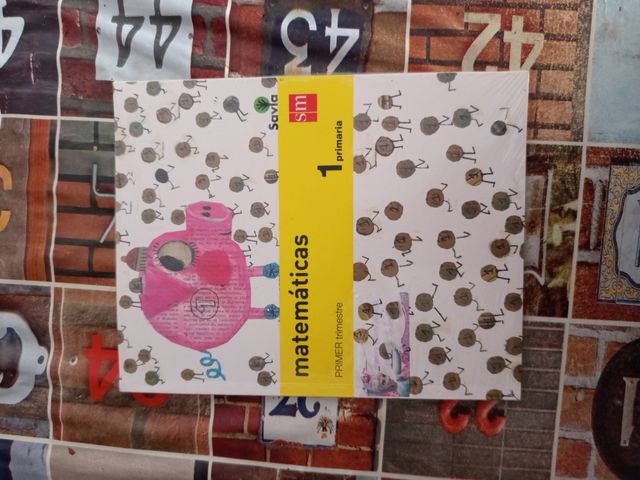 44
43
42
Savia
sm
1
primaria
matemáticas
PRIMER trimestre